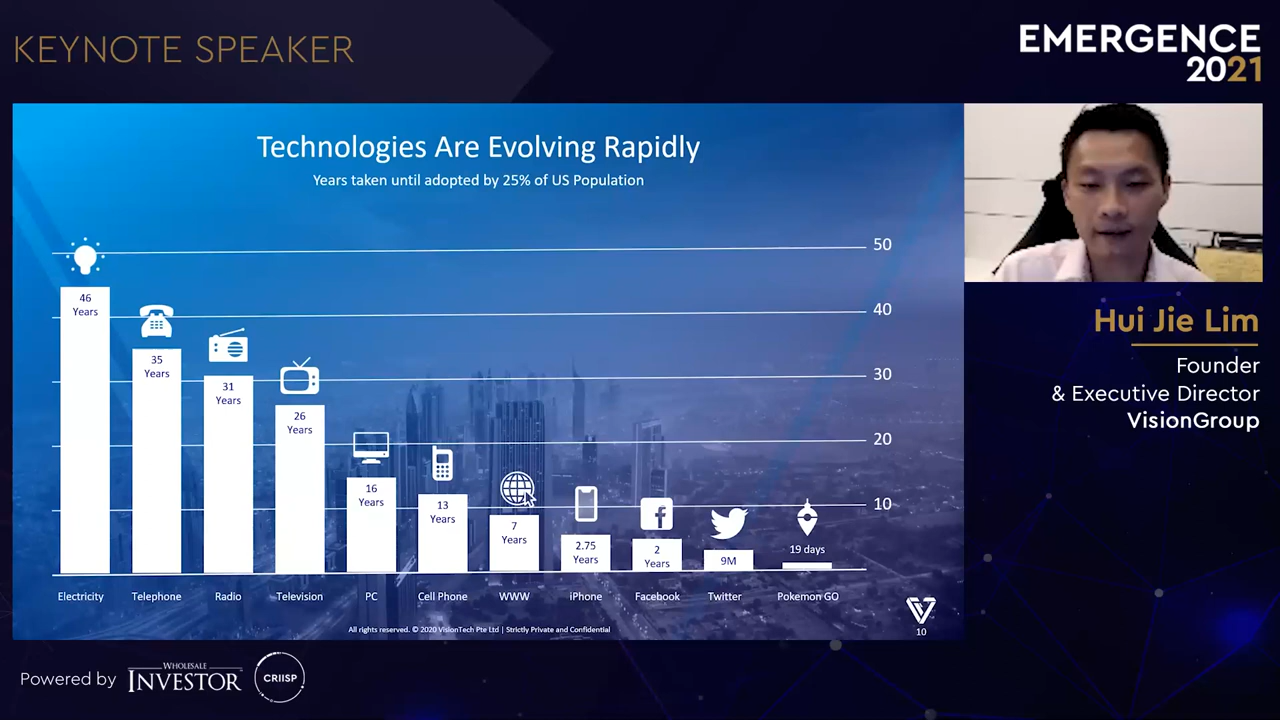 KEYNOTE SPEAKER
EMERGENCE
2021
Technologies Are Evolving Rapidly
Years taken until adopted by 25% of US Population
50
40
30
20
10
46
Years
35
Years
31
Years
26
Years
16
Years
13
Years
7
Years
2.75
Years
2
Years
9M
19 days
Electricity
Telephone
Radio
Television
PC
Cell Phone
WWW
iPhone
Facebook
Twitter
Pokemon GO
All rights reserved. © 2020 VisionTech Pte Ltd | Strictly Private and Confidential
10
Hui Jie Lim
Founder
& Executive Director
VisionGroup
Powered by
WHOLESALE
INVESTOR
CRIISP